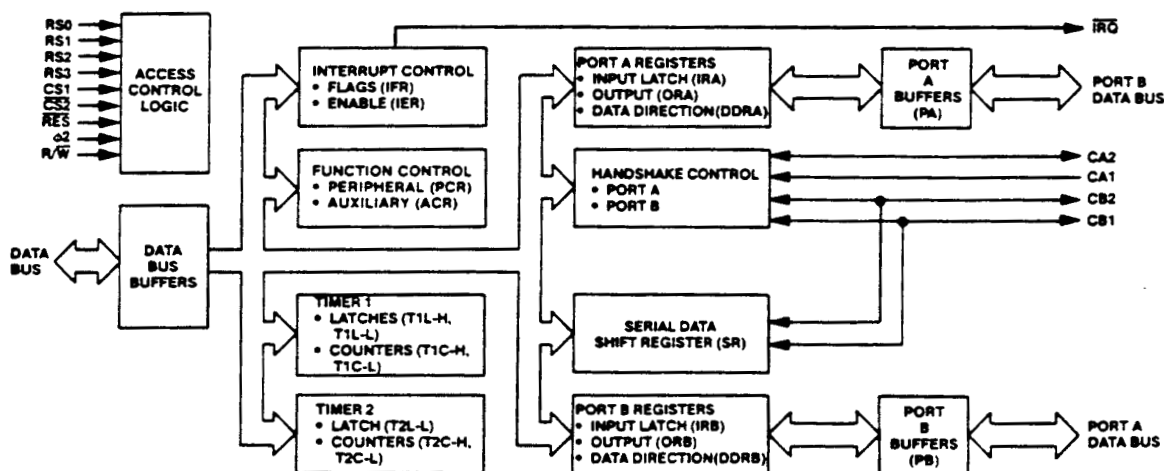 RS0
RS1
RS2
RS3
CS1
C̅S̅2̅
R̅E̅S̅
ø2
R/W̅
ACCESS
CONTROL
LOGIC
DATA
BUS
DATA
BUS
BUFFERS
INTERRUPT CONTROL
• FLAGS (IFR)
• ENABLE (IER)
FUNCTION CONTROL
• PERIPHERAL (PCR)
• AUXILIARY (ACR)
TIMER 1
• LATCHES (T1L-H,
T1L-L)
• COUNTERS (T1C-H,
T1C-L)
TIMER 2
• LATCH (T2L-L)
• COUNTERS (T2C-H,
T2C-L)
PORT A REGISTERS
• INPUT LATCH (IRA)
• OUTPUT (ORA)
• DATA DIRECTION(DDRA)
HANDSHAKE CONTROL
• PORT A
• PORT B
SERIAL DATA
SHIFT REGISTER (SR)
PORT B REGISTERS
• INPUT LATCH (IRB)
• OUTPUT (ORB)
• DATA DIRECTION(DDRB)
PORT
A
BUFFERS
(PA)
PORT
B
BUFFERS
(PB)
I̅R̅Q̅
PORT B
DATA BUS
CA2
CA1
CB2
CB1
PORT A
DATA BUS